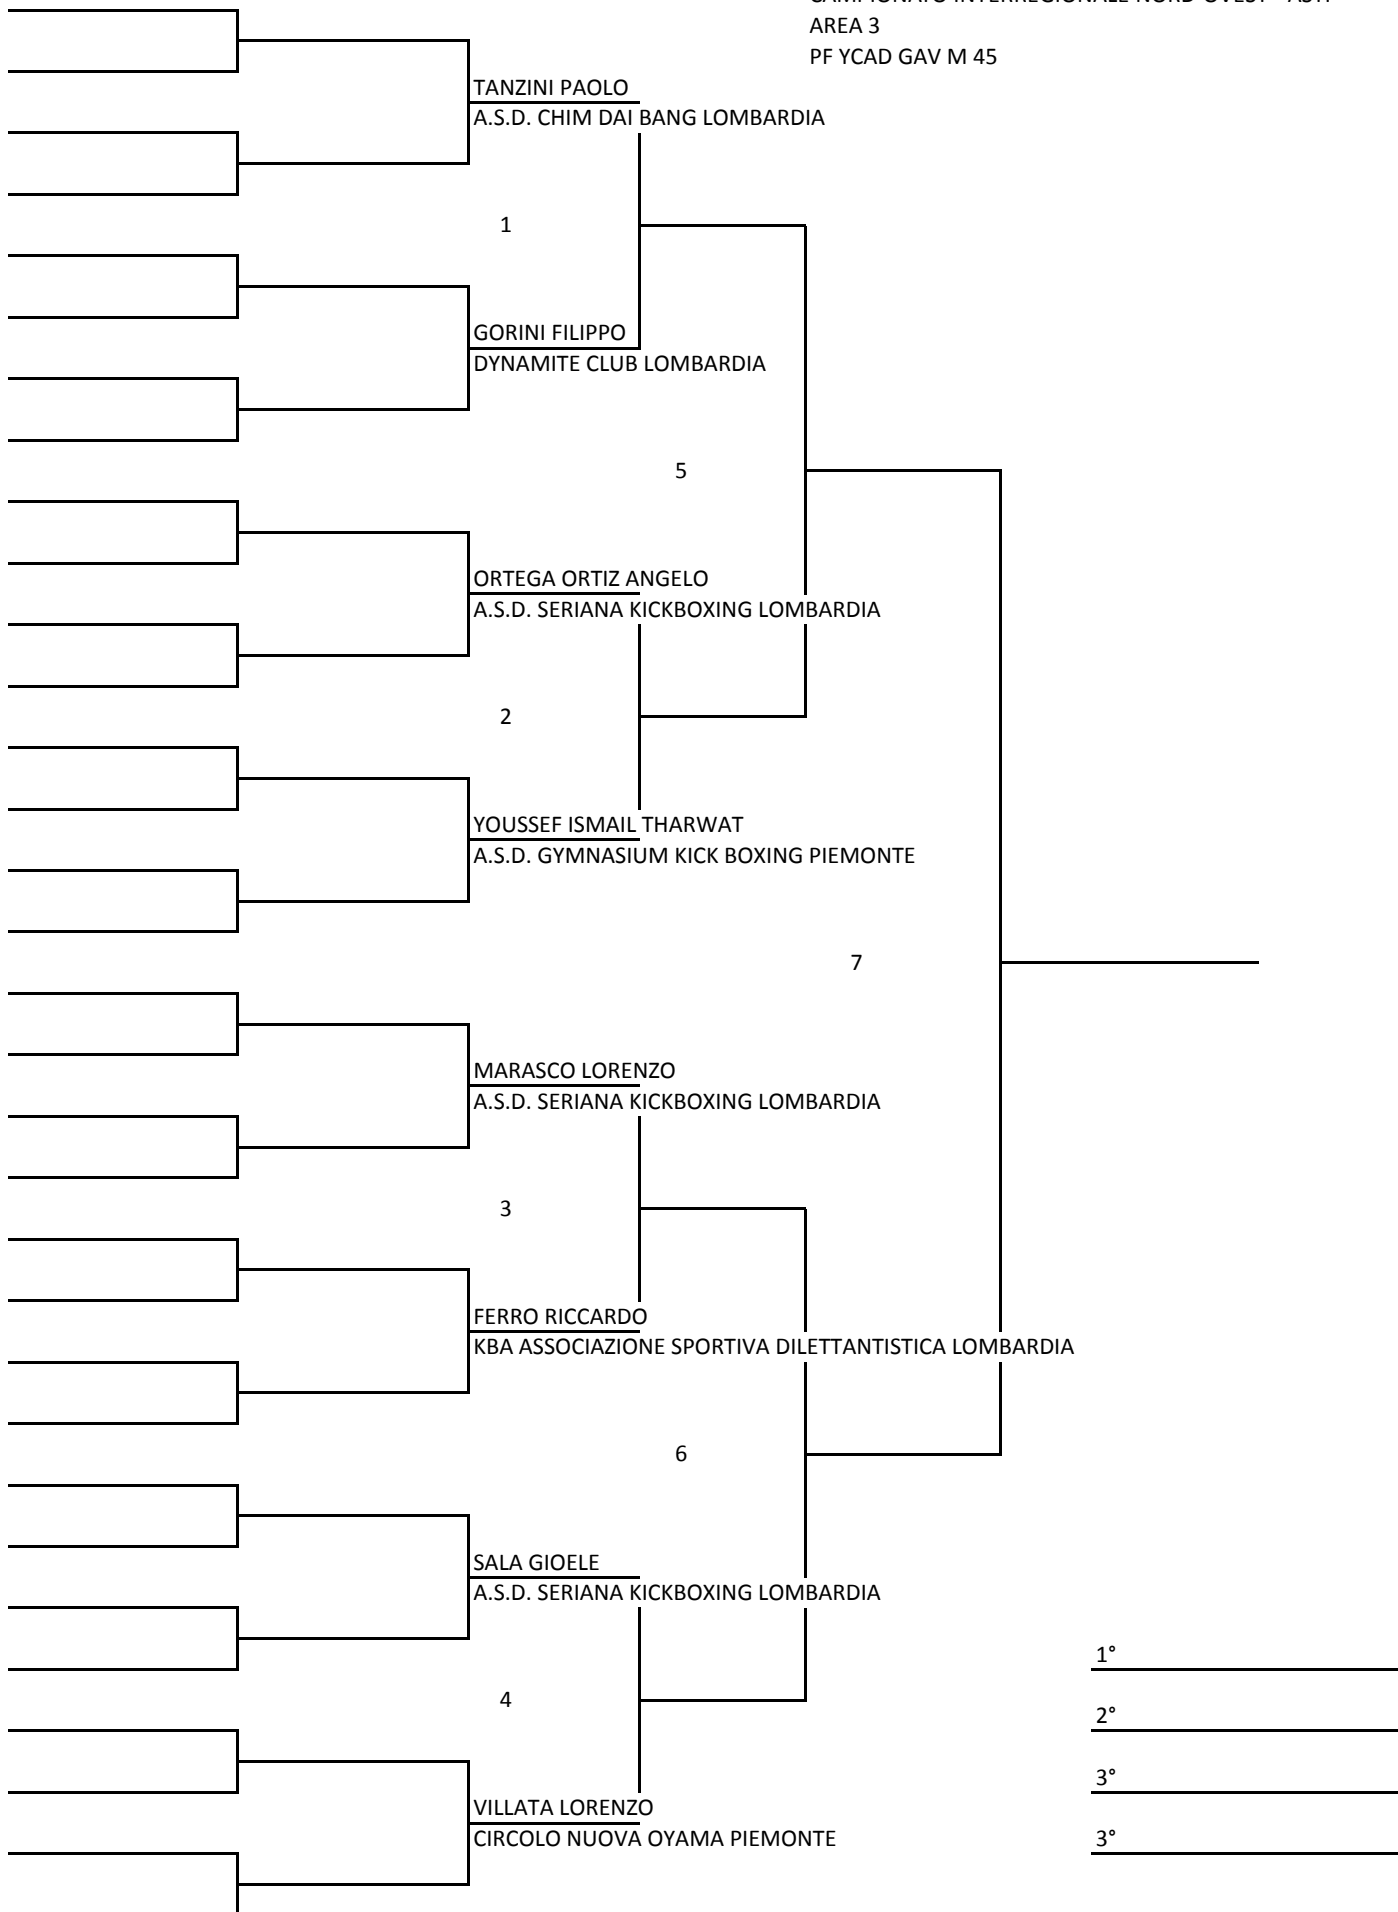 AREA 3
PF YCAD GAV M 45
TANZINI PAOLO
A.S.D. CHIM DAI BANG LOMBARDIA
1
GORINI FILIPPO
DYNAMITE CLUB LOMBARDIA
5
ORTEGA ORTIZ ANGELO
A.S.D. SERIANA KICKBOXING LOMBARDIA
2
YOUSSEF ISMAIL THARWAT
A.S.D. GYMNASIUM KICK BOXING PIEMONTE
7
MARASCO LORENZO
A.S.D. SERIANA KICKBOXING LOMBARDIA
3
FERRO RICCARDO
KBA ASSOCIAZIONE SPORTIVA DILETTANTISTICA LOMBARDIA
6
SALA GIOELE
A.S.D. SERIANA KICKBOXING LOMBARDIA
1°
4
2°
3°
VILLATA LORENZO
CIRCOLO NUOVA OYAMA PIEMONTE
3°